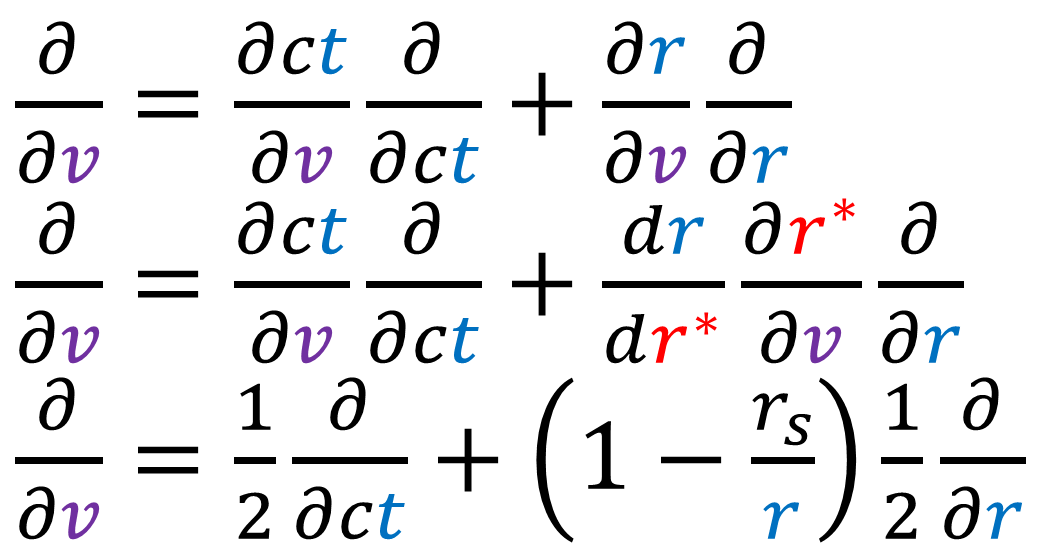 ∂/∂v = ∂ct/∂v ∂/∂ct + ∂r/∂v ∂/∂r
∂/∂v = ∂ct/∂v ∂/∂ct + dr/dr* ∂r*/∂v ∂/∂r
∂/∂v = 1/2 ∂/∂ct + (1 − r_s/r) 1/2 ∂/∂r